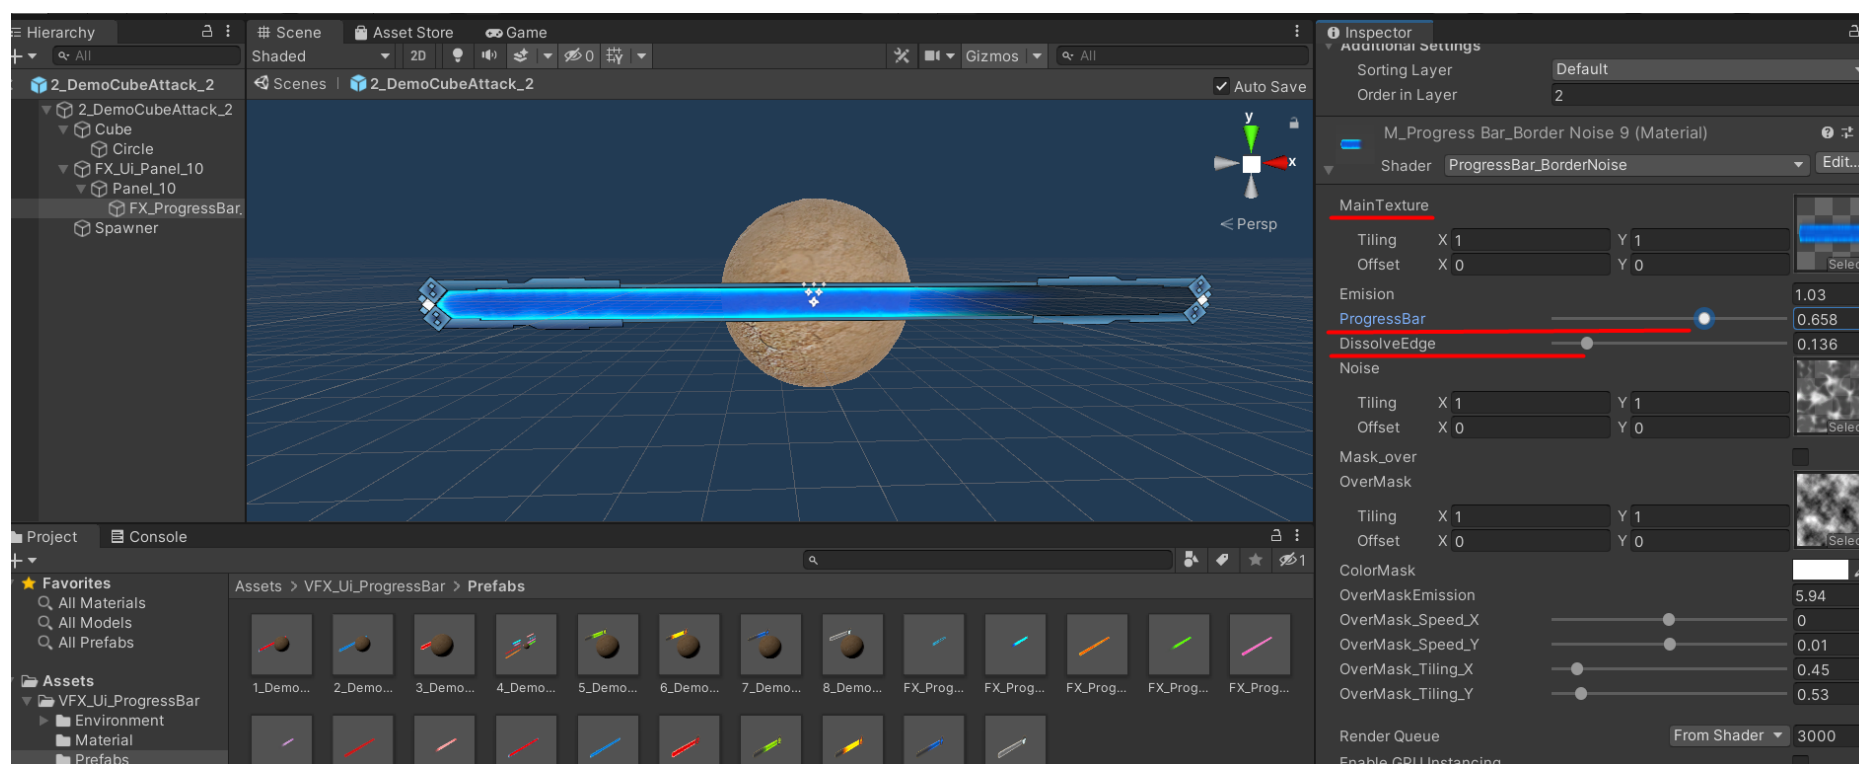 Hierarchy
All
2_DemoCubeAttack_2
2_DemoCubeAttack_2
Cube
Circle
FX_Ui_Panel_10
Panel_10
FX_ProgressBar
Spawner
Scene Asset Store Game
Shaded 2D 0 Gizmos All
Scenes 2_DemoCubeAttack_2 Auto Save
y
x
Persp
Project Console
1
Favorites
All Materials
All Models
All Prefabs
Assets
VFX_Ui_ProgressBar
Environment
Material
Prefabs
Assets > VFX_Ui_ProgressBar > Prefabs
1_Demo... 2_Demo... 3_Demo... 4_Demo... 5_Demo... 6_Demo... 7_Demo... 8_Demo... FX_Prog... FX_Prog... FX_Prog... FX_Prog... FX_Prog...
Inspector
Additional Settings
Sorting Layer Default
Order in Layer 2
M_Progress Bar_Border Noise 9 (Material)
Shader ProgressBar_BorderNoise Edit...
MainTexture
Tiling X 1 Y 1
Offset X 0 Y 0 Selec
Emision 1.03
ProgressBar 0.658
DissolveEdge 0.136
Noise
Tiling X 1 Y 1
Offset X 0 Y 0 Selec
Mask_over
OverMask
Tiling X 1 Y 1
Offset X 0 Y 0 Selec
ColorMask
OverMaskEmission 5.94
OverMask_Speed_X 0
OverMask_Speed_Y 0.01
OverMask_Tiling_X 0.45
OverMask_Tiling_Y 0.53
Render Queue From Shader 3000
Enable GPU Instancing